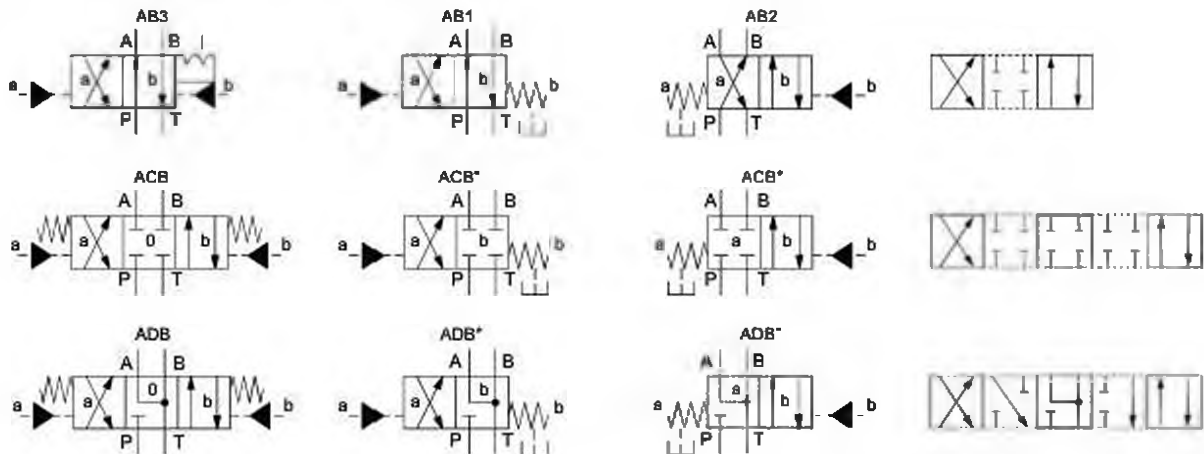 AB3 AB1 AB2
A B A B A B
a a b b a a b b a a b b
P T P T P T
ACB ACB* ACB*
A B A B A B
a a 0 b b a a b b a a b b
P T P T P T
ADB ADB* ADB*
A B A B A B
a a 0 b b a a b b a a b b
P T P T P T